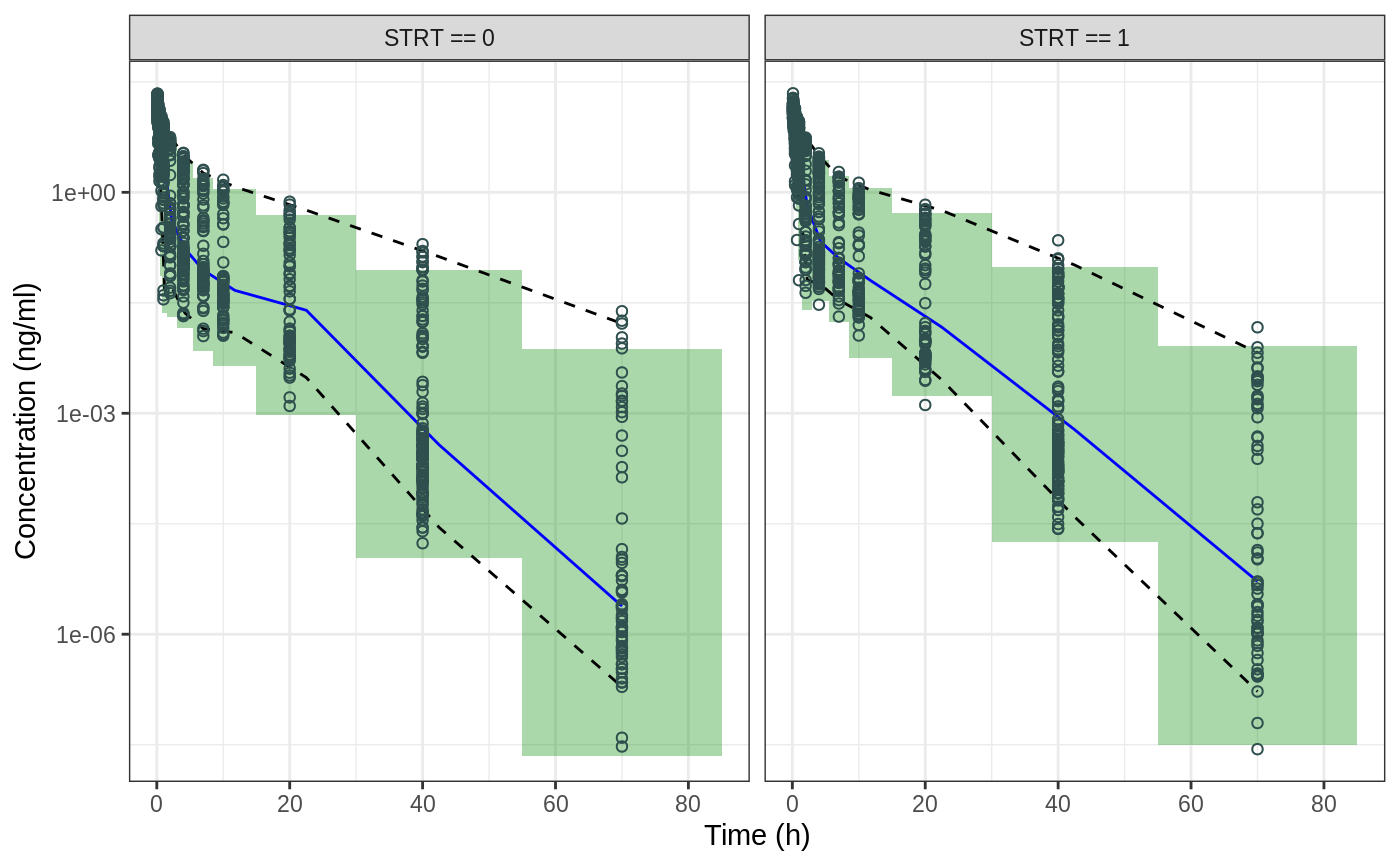 STRT == 0
STRT == 1
Concentration (ng/ml)
1e+00
1e-03
1e-06
0 20 40 60 80
0 20 40 60 80
Time (h)